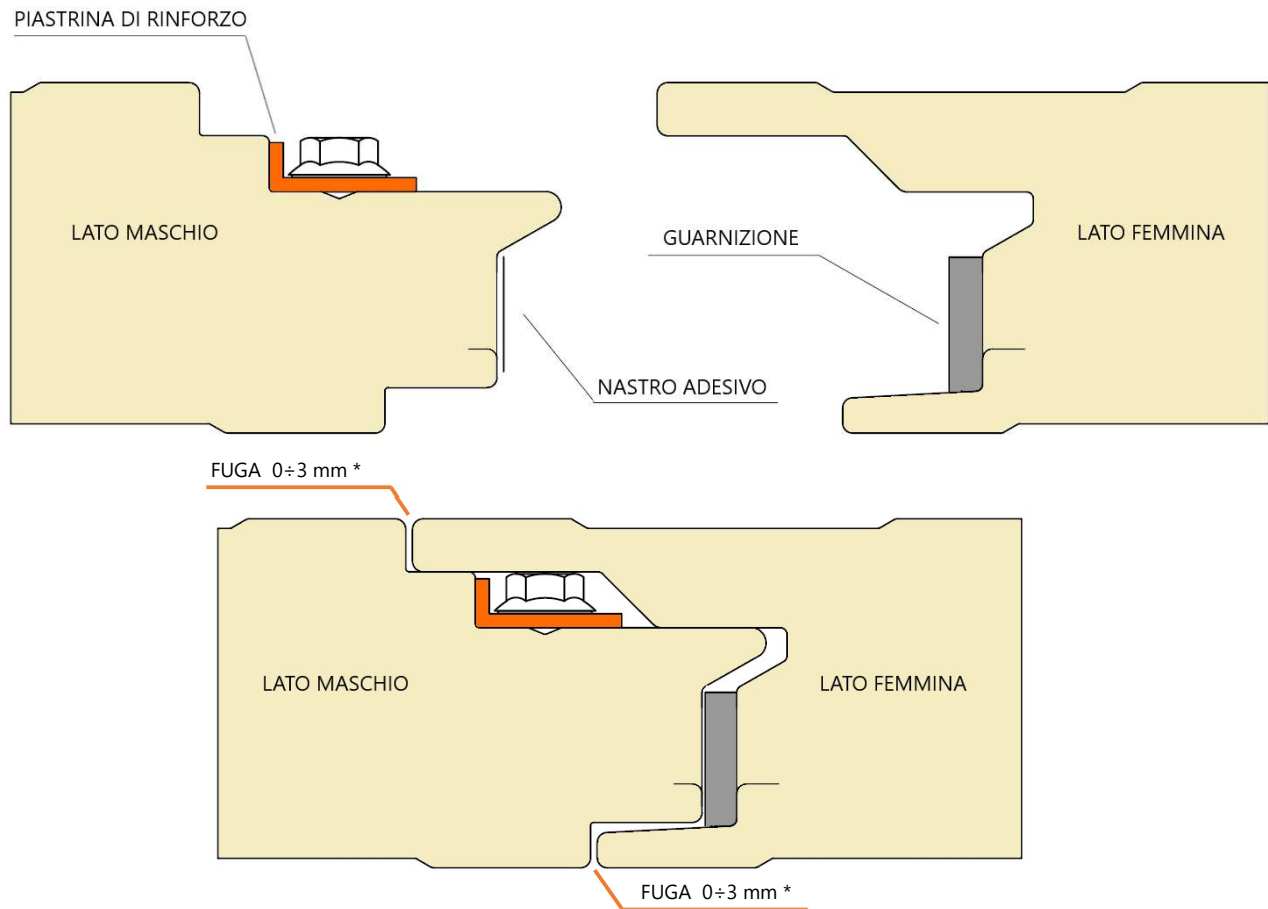 PIASTRINA DI RINFORZO
LATO MASCHIO
GUARNIZIONE
LATO FEMMINA
NASTRO ADESIVO
FUGA 0÷3 mm *
LATO MASCHIO
LATO FEMMINA
FUGA 0÷3 mm *